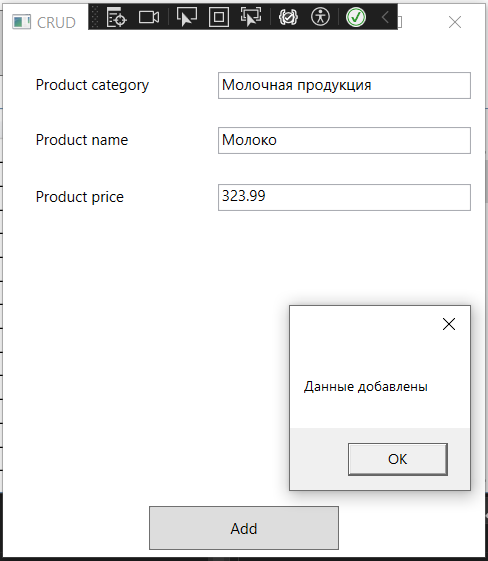 CRUD
Product category
Молочная продукция
Product name
Молоко
Product price
323.99
Данные добавлены
OK
Add